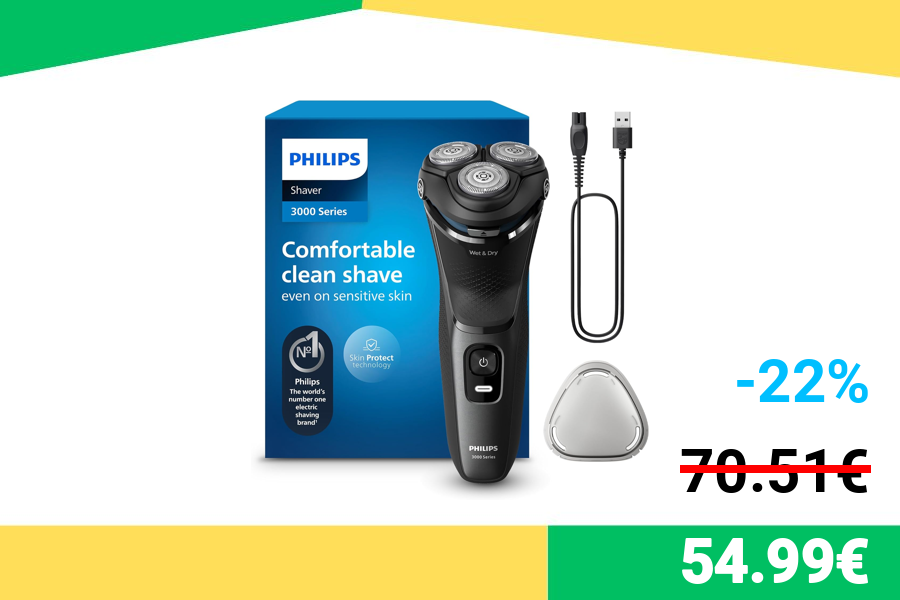 PHILIPS
Shaver
3000 Series
Comfortable
clean shave
even on sensitive skin
Nº1
Philips
The world's
number one
electric
shaving
brand¹
Skin Protect
technology
Wet & Dry
PHILIPS
3000 Series
-22%
70.51€
54.99€